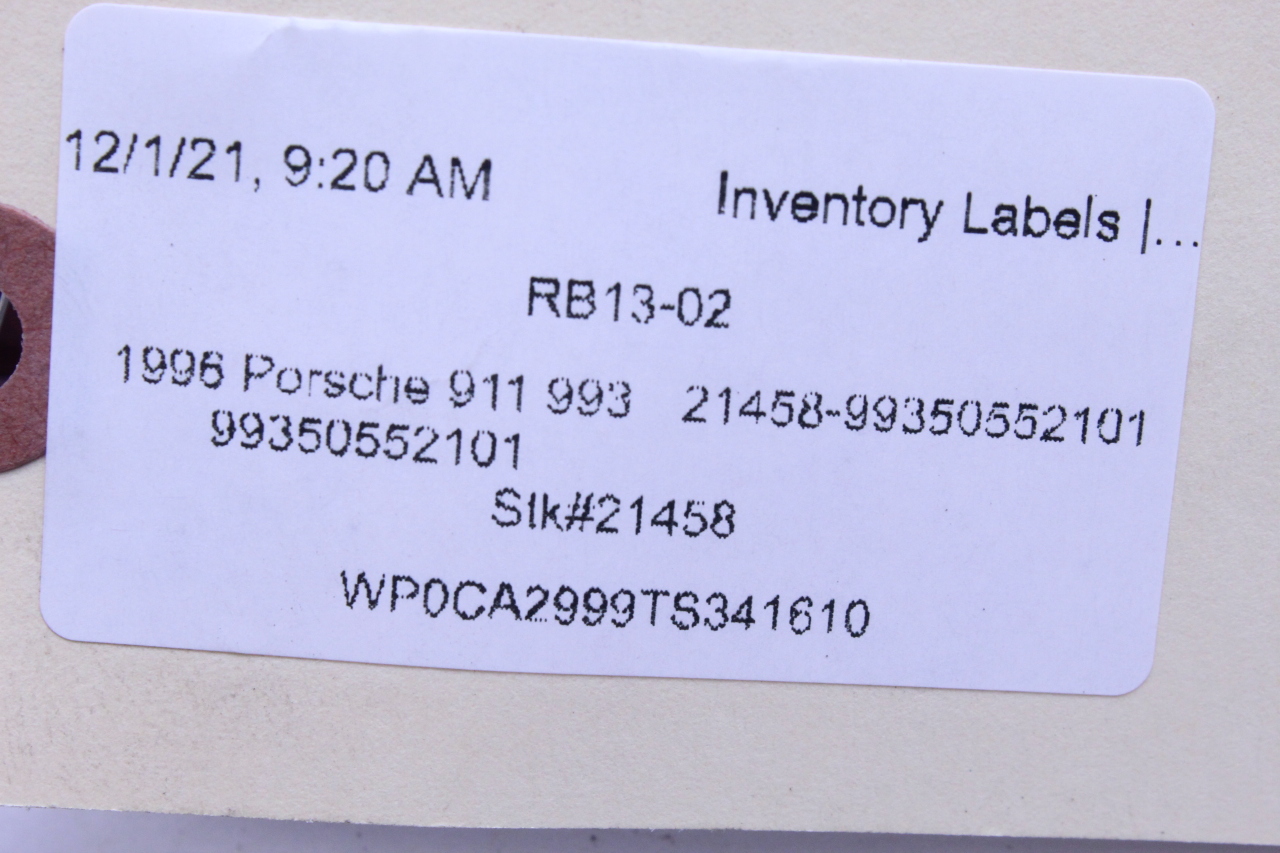 12/1/21, 9:20 AM Inventory Labels |...
RB13-02
1996 Porsche 911 993 21458-99350552101
99350552101
Stk#21458
WP0CA2999TS341610